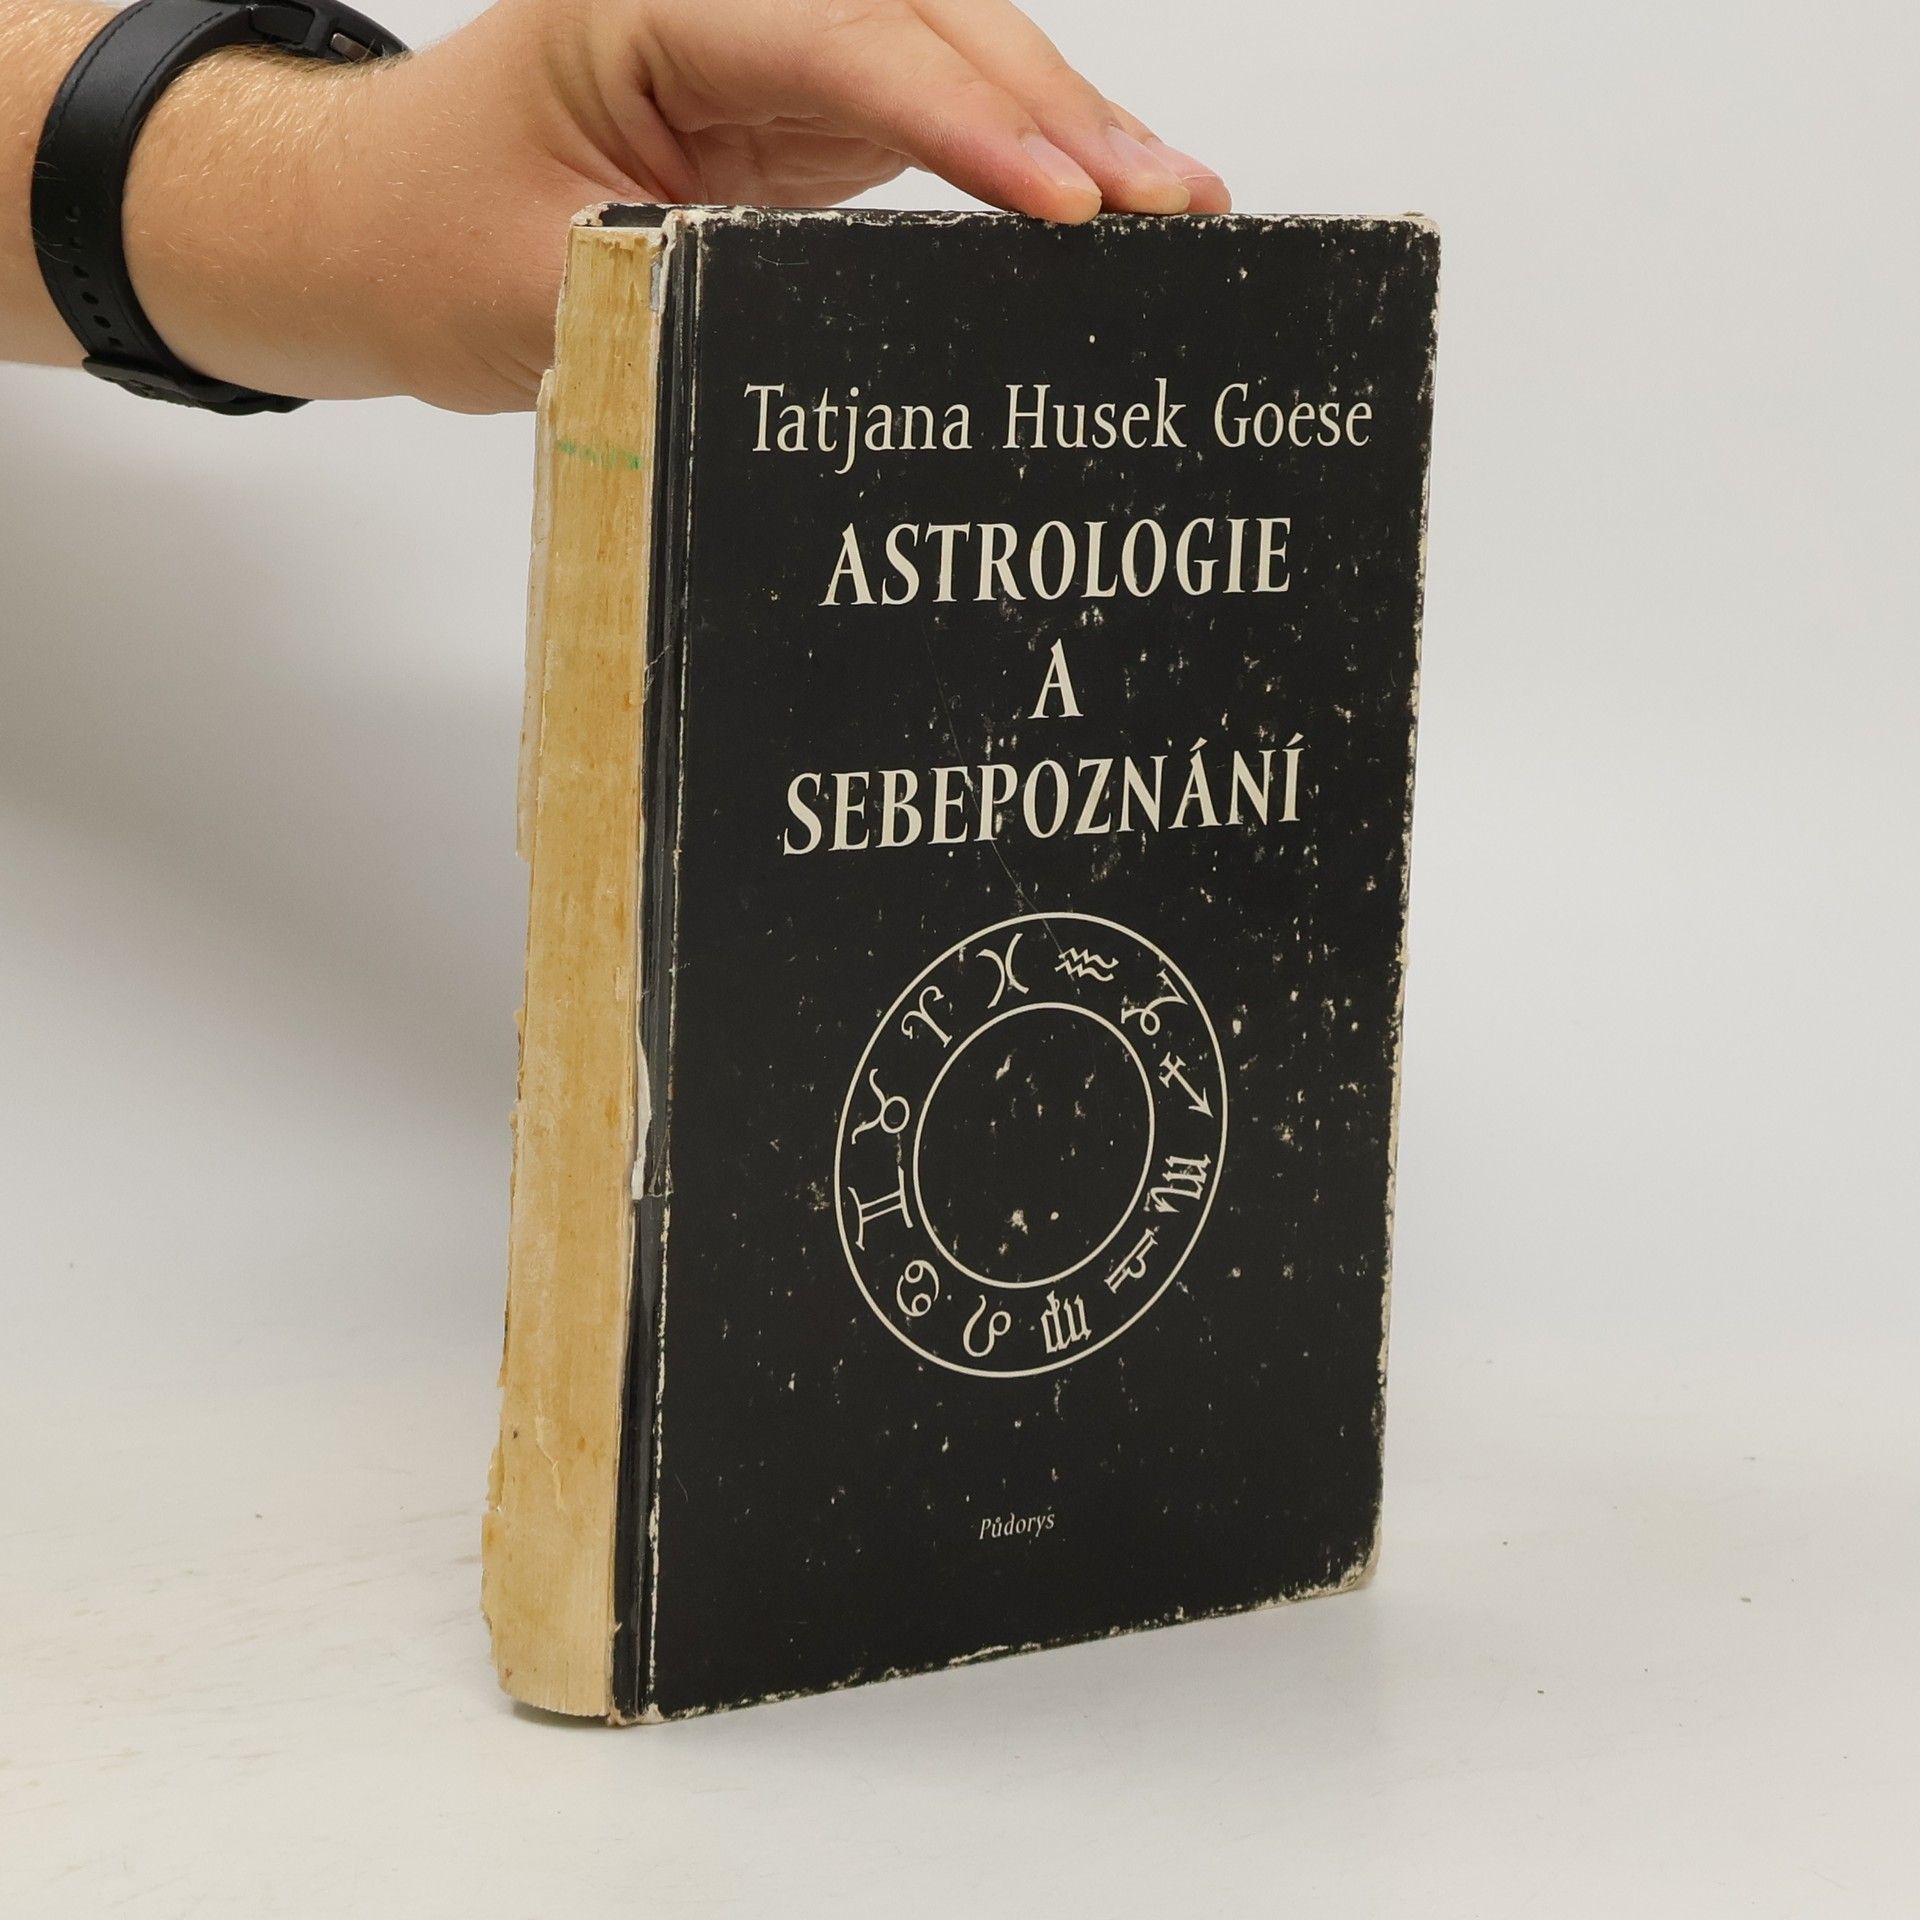 Tatjana Husek Goese
ASTROLOGIE
A
SEBEPOZNÁNÍ
Půdorys